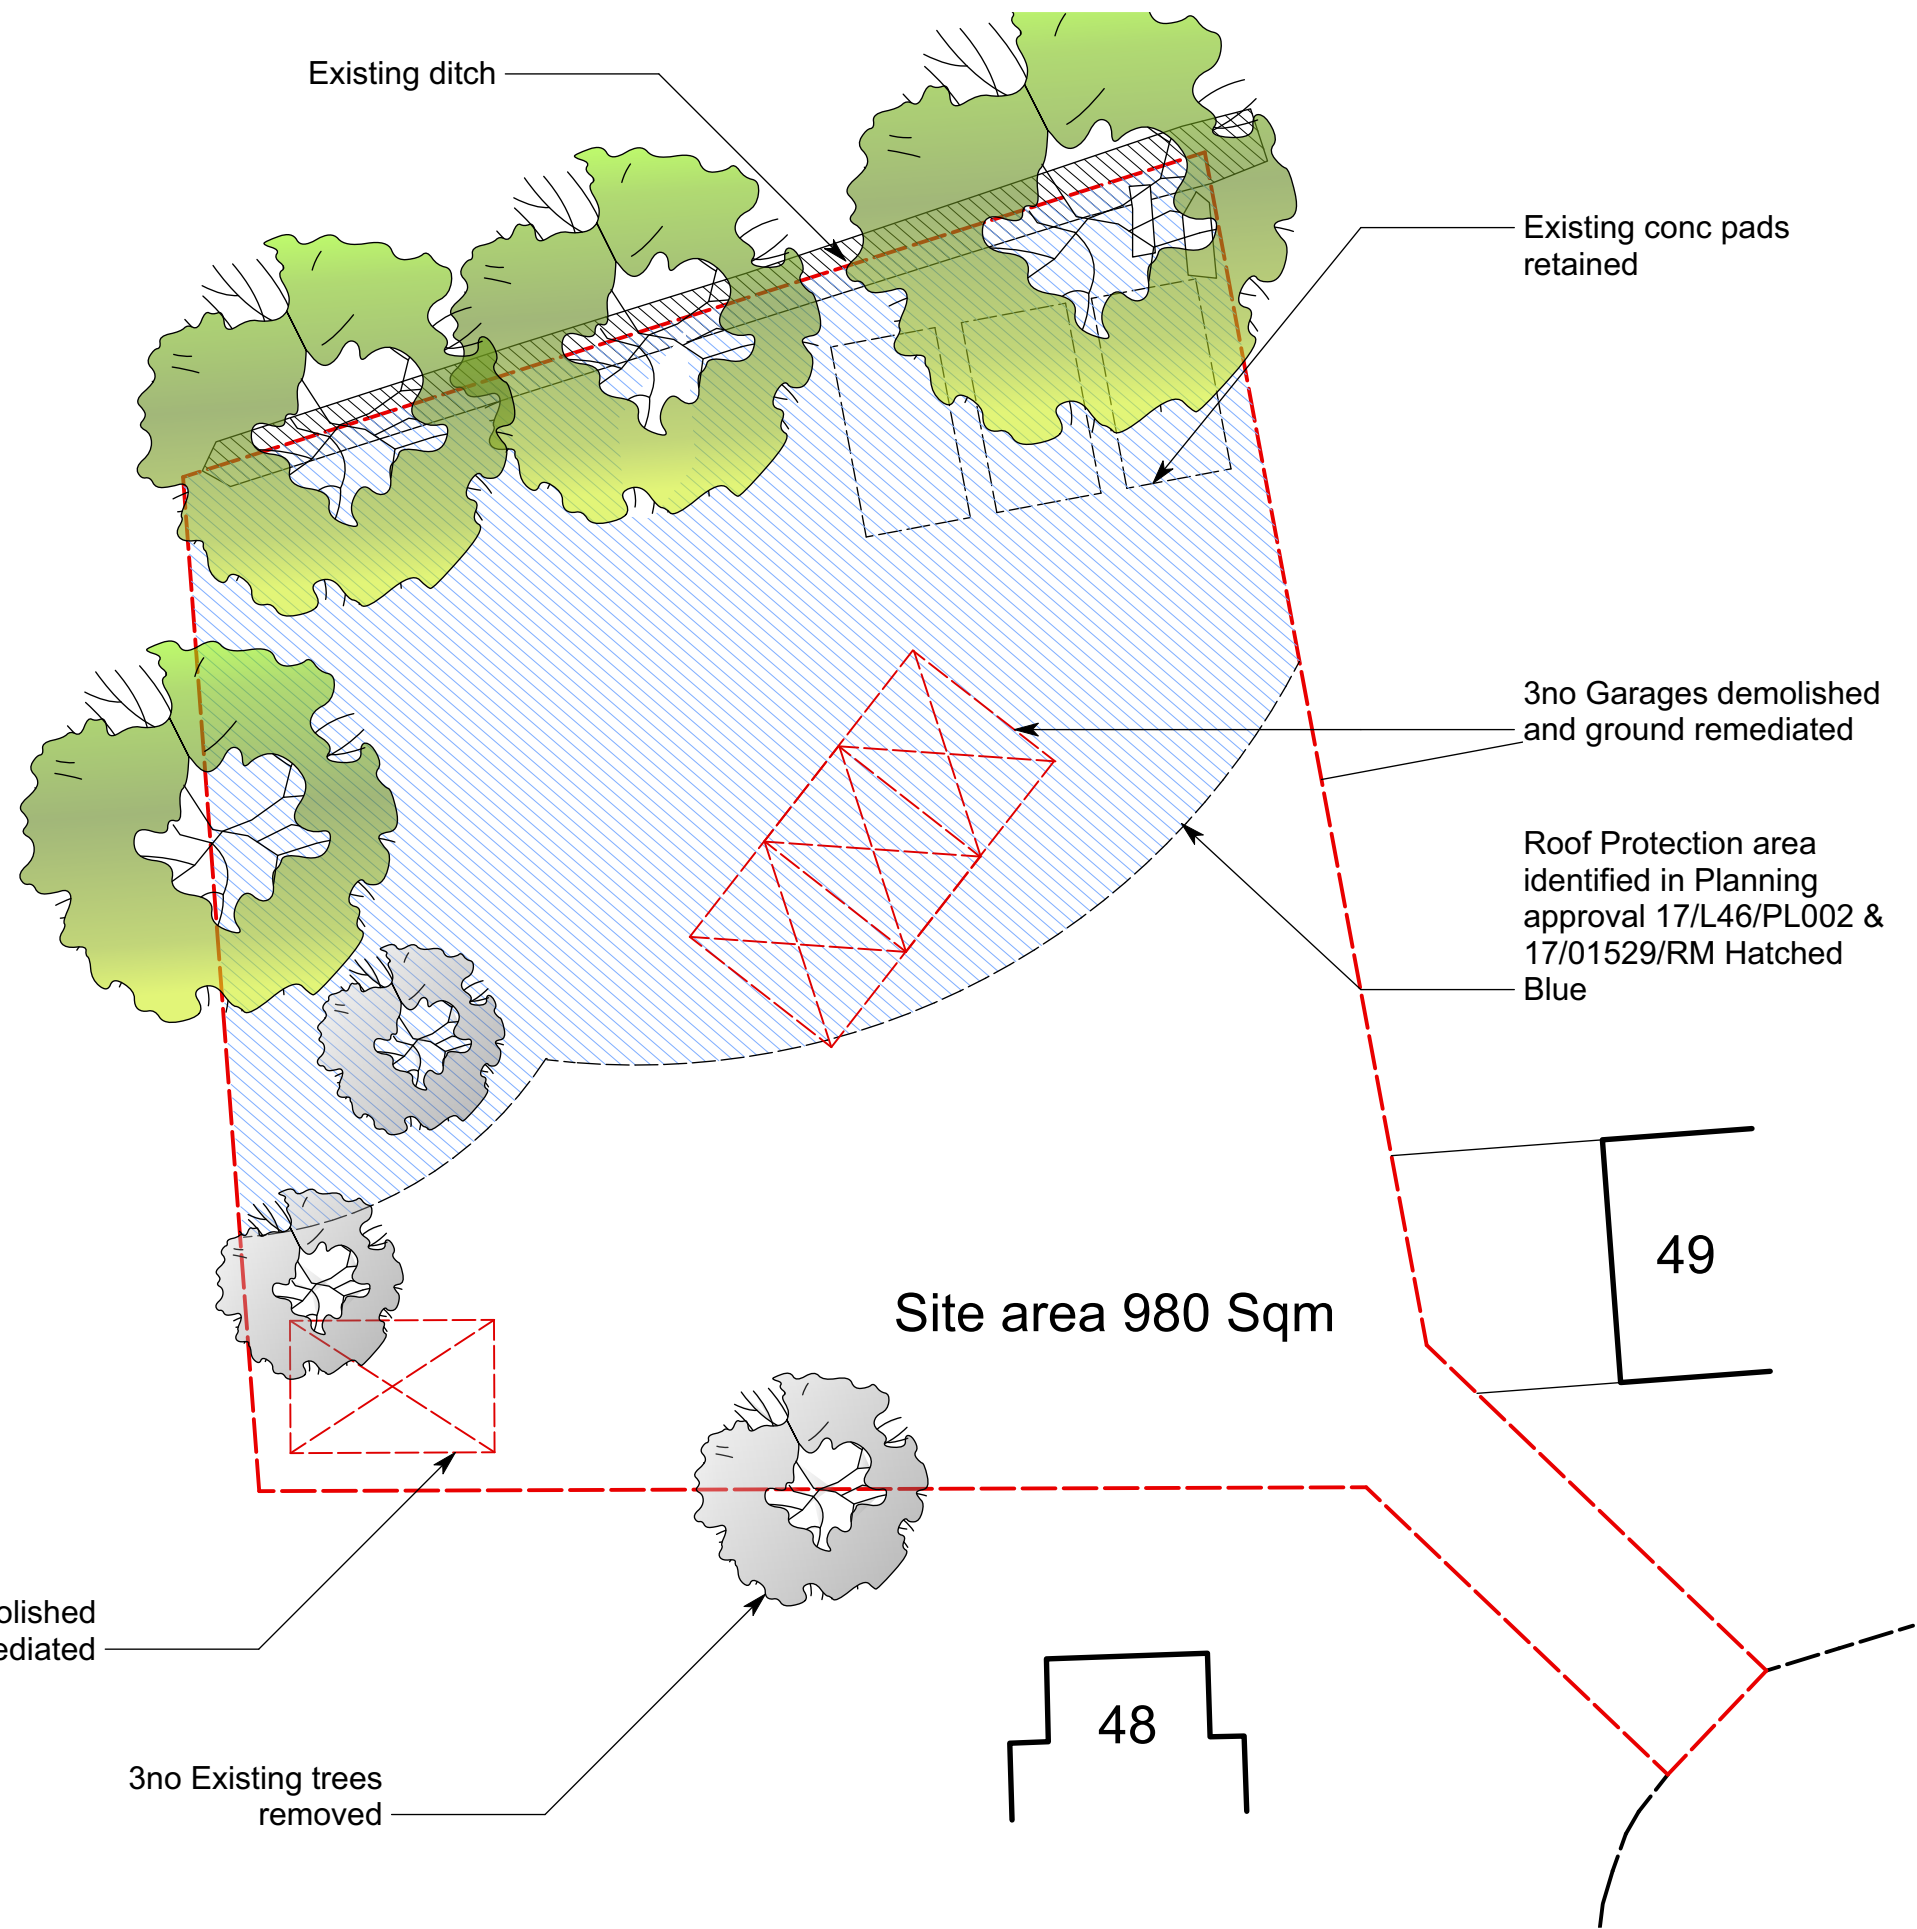 Existing ditch
Existing conc pads
retained
3no Garages demolished
and ground remediated
Roof Protection area
identified in Planning
approval 17/L46/PL002 &
17/01529/RM Hatched
Blue
49
Site area 980 Sqm
olished
ediated
48
3no Existing trees
removed